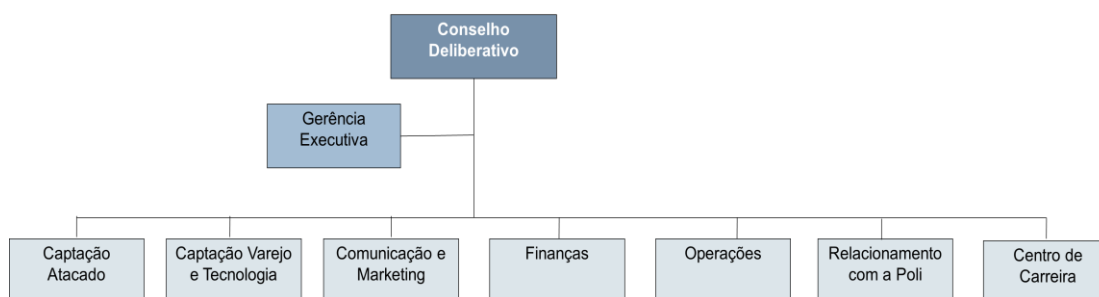 Conselho
Deliberativo
Gerência
Executiva
Captação
Atacado
Captação Varejo
e Tecnologia
Comunicação e
Marketing
Finanças
Operações
Relacionamento
com a Poli
Centro de
Carreira